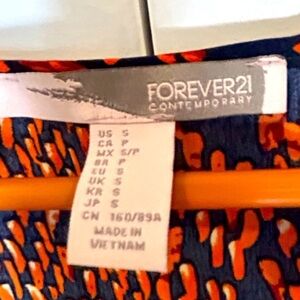 FOREVER21
CONTEMPORARY
US S
CA P
MX S/P
BR P
EU S
UK S
KR S
JP S
CN 160/89A
MADE IN
VIETNAM